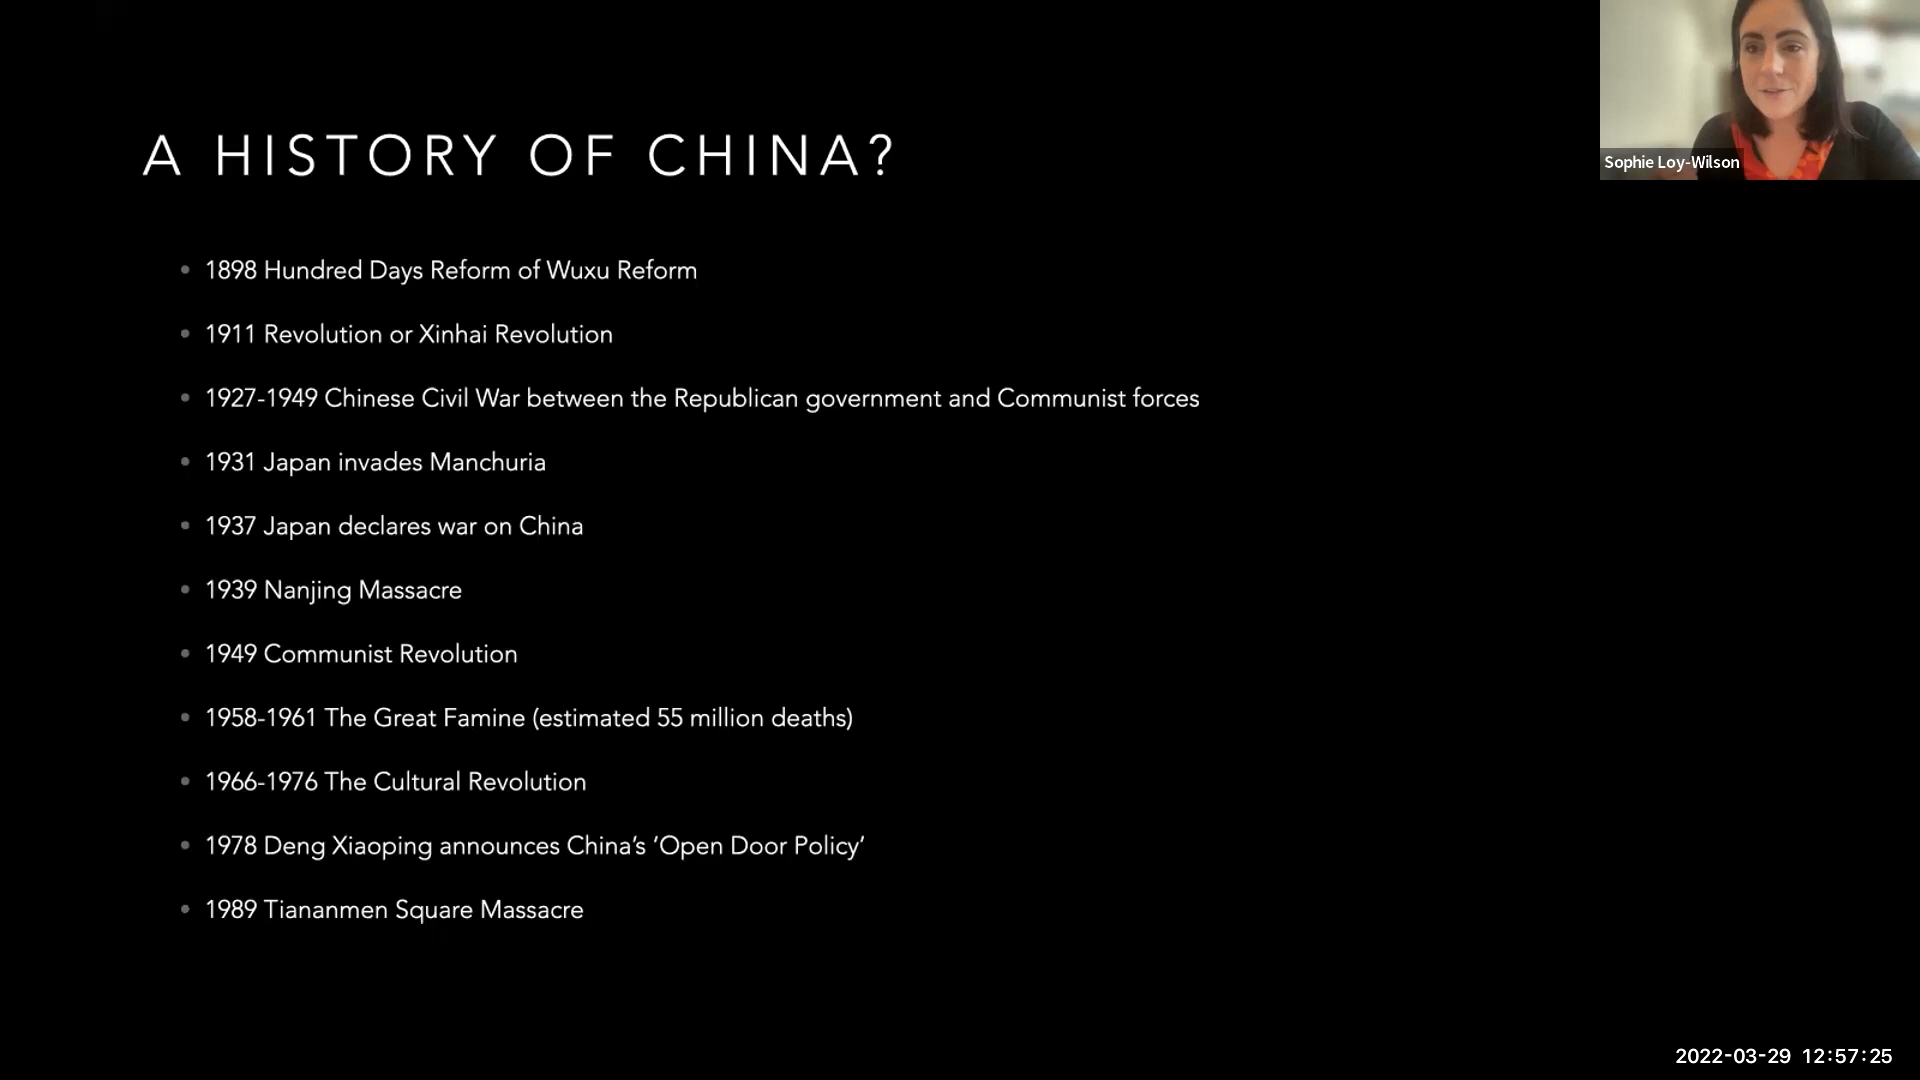 A HISTORY OF CHINA?
Sophie Loy-Wilson
1898 Hundred Days Reform of Wuxu Reform
1911 Revolution or Xinhai Revolution
1927-1949 Chinese Civil War between the Republican government and Communist forces
1931 Japan invades Manchuria
1937 Japan declares war on China
1939 Nanjing Massacre
1949 Communist Revolution
1958-1961 The Great Famine (estimated 55 million deaths)
1966-1976 The Cultural Revolution
1978 Deng Xiaoping announces China’s ‘Open Door Policy’
1989 Tiananmen Square Massacre
2022-03-29 12:57:25